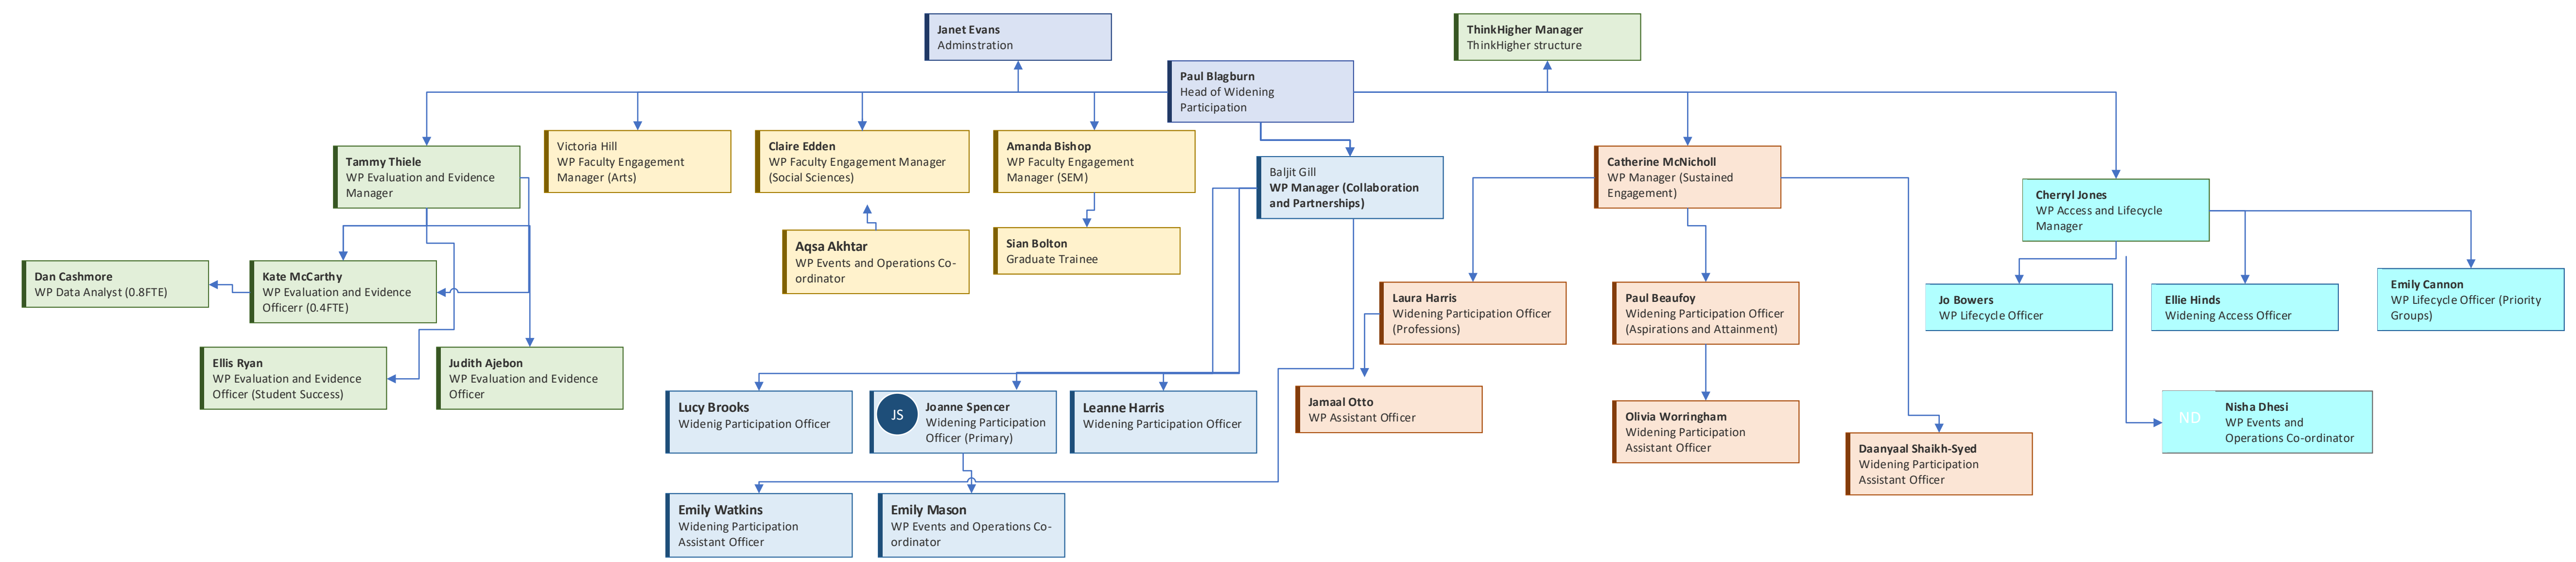 Janet Evans
Adminstration
ThinkHigher Manager
ThinkHigher structure
Paul Blagburn
Head of Widening
Participation
Tammy Thiele
WP Evaluation and Evidence
Manager
Victoria Hill
WP Faculty Engagement
Manager (Arts)
Claire Edden
WP Faculty Engagement Manager
(Social Sciences)
Amanda Bishop
WP Faculty Engagement
Manager (SEM)
Baljit Gill
WP Manager (Collaboration
and Partnerships)
Catherine McNicholl
WP Manager (Sustained
Engagement)
Cherryl Jones
WP Access and Lifecycle
Manager
Aqsa Akhtar
WP Events and Operations Co-
ordinator
Sian Bolton
Graduate Trainee
Dan Cashmore
WP Data Analyst (0.8FTE)
Kate McCarthy
WP Evaluation and Evidence
Officerr (0.4FTE)
Laura Harris
Widening Participation Officer
(Professions)
Paul Beaufoy
Widening Participation Officer
(Aspirations and Attainment)
Jo Bowers
WP Lifecycle Officer
Ellie Hinds
Widening Access Officer
Emily Cannon
WP Lifecycle Officer (Priority
Groups)
Ellis Ryan
WP Evaluation and Evidence
Officer (Student Success)
Judith Ajebon
WP Evaluation and Evidence
Officer
Lucy Brooks
Widenig Participation Officer
JS
Joanne Spencer
Widening Participation
Officer (Primary)
Leanne Harris
Widening Participation Officer
Jamaal Otto
WP Assistant Officer
Olivia Worringham
Widening Participation
Assistant Officer
Daanyaal Shaikh-Syed
Widening Participation
Assistant Officer
ND
Nisha Dhesi
WP Events and
Operations Co-ordinator
Emily Watkins
Widening Participation
Assistant Officer
Emily Mason
WP Events and Operations Co-
ordinator